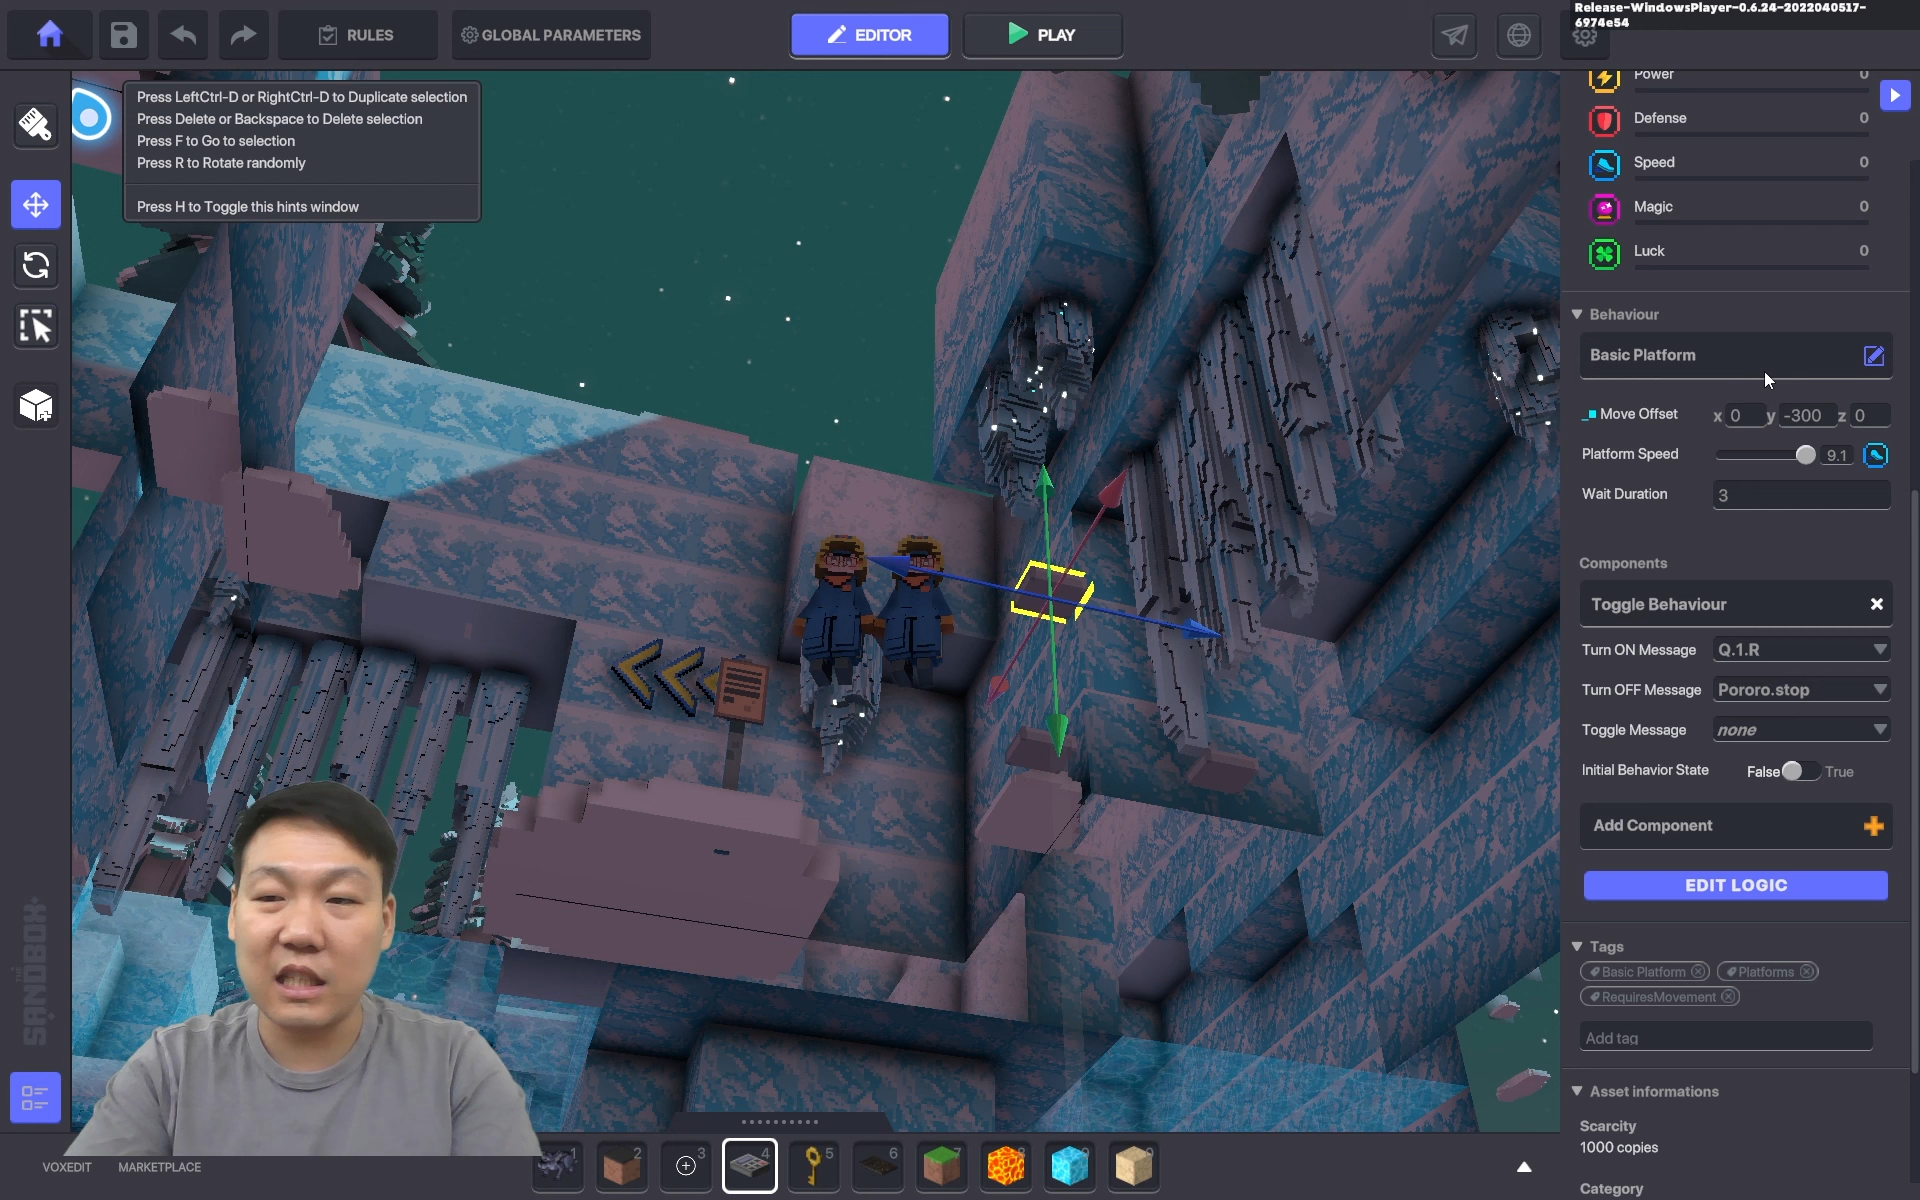 Release-WindowsPlayer-0.6.24-2022040517-
6974e54
RULES
GLOBAL PARAMETERS
EDITOR
PLAY
Press LeftCtrl-D or RightCtrl-D to Duplicate selection
Press Delete or Backspace to Delete selection
Press F to Go to selection
Press R to Rotate randomly
Press H to Toggle this hints window
Power 0
Defense 0
Speed 0
Magic 0
Luck 0
Behaviour
Basic Platform
Move Offset x 0 y -300 z 0
Platform Speed 9.1
Wait Duration 3
Components
Toggle Behaviour
Turn ON Message Q.1.R
Turn OFF Message Pororo.stop
Toggle Message none
Initial Behavior State False True
Add Component
EDIT LOGIC
Tags
Basic Platform Platforms
RequiresMovement
Add tag
Asset informations
Scarcity
1000 copies
Category
THE SANDBOX
VOXEDIT MARKETPLACE
1 2 3 4 5 6 7